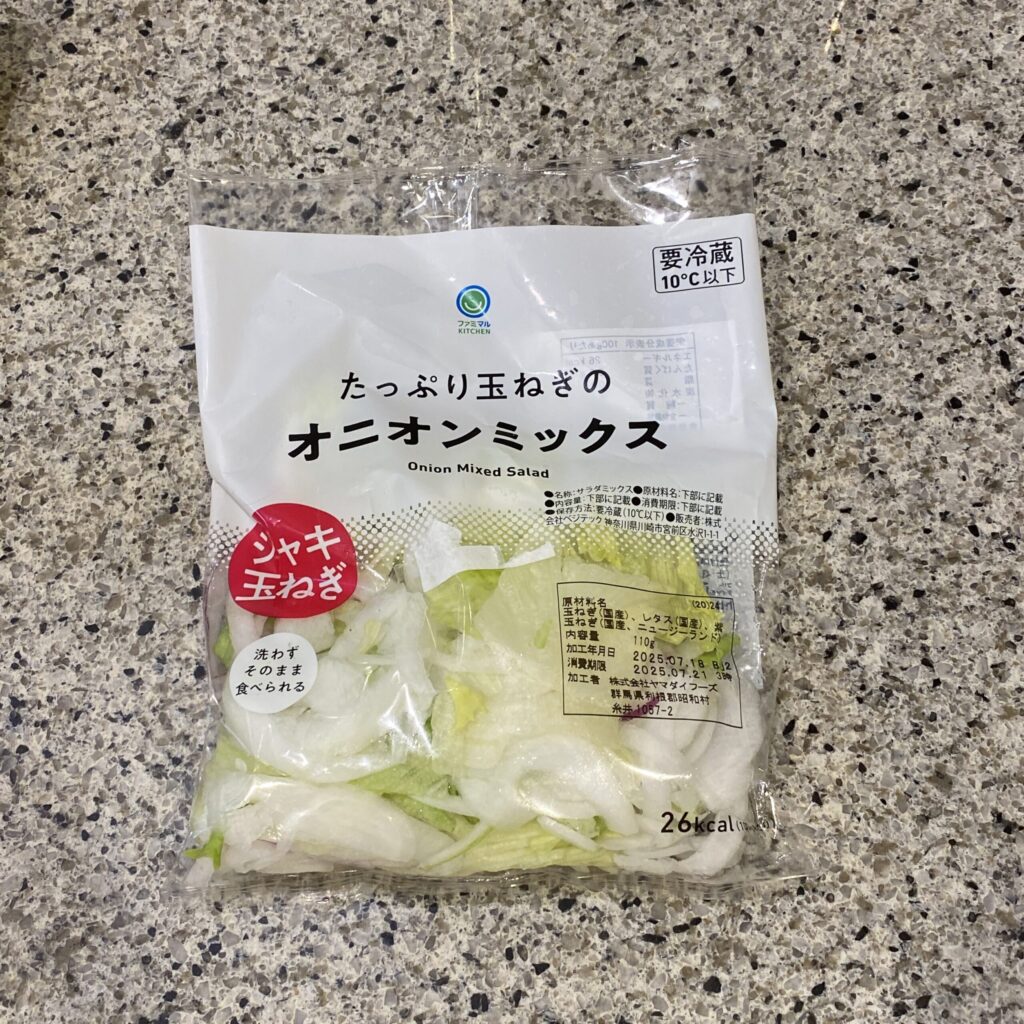 要冷蔵
10℃以下
ファミマル
KITCHEN
たっぷり玉ねぎの
オニオンミックス
Onion Mixed Salad
●名称:サラダミックス●原材料名:下部に記載
●内容量:下部に記載●消費期限:下部に記載
●保存方法:要冷蔵(10℃以下)●販売者:株式
会社ベジテック 神奈川県川崎市宮前区水沢1-1-1
シャキ
玉ねぎ
洗わず
そのまま
食べられる
原材料名
玉ねぎ(国産)、レタス(国産)、紫
玉ねぎ(国産、ニュージーランド)
内容量 110g
加工年月日 2025.07.18
消費期限 2025.07.21
加工者 株式会社ヤマダイフーズ
群馬県利根郡昭和村
糸井1057-2
26kcal